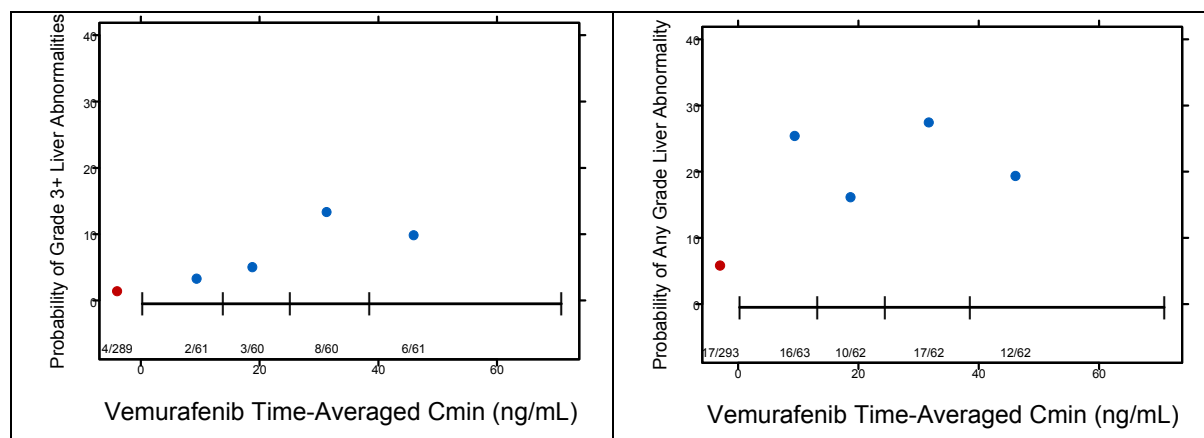 Probability of Grade 3+ Liver Abnormalities
40
30
20
10
0
4/289 2/61 3/60 8/60 6/61
0 20 40 60
Vemurafenib Time-Averaged Cmin (ng/mL)
Probability of Any Grade Liver Abnormality
40
30
20
10
0
17/293 16/63 10/62 17/62 12/62
0 20 40 60
Vemurafenib Time-Averaged Cmin (ng/mL)